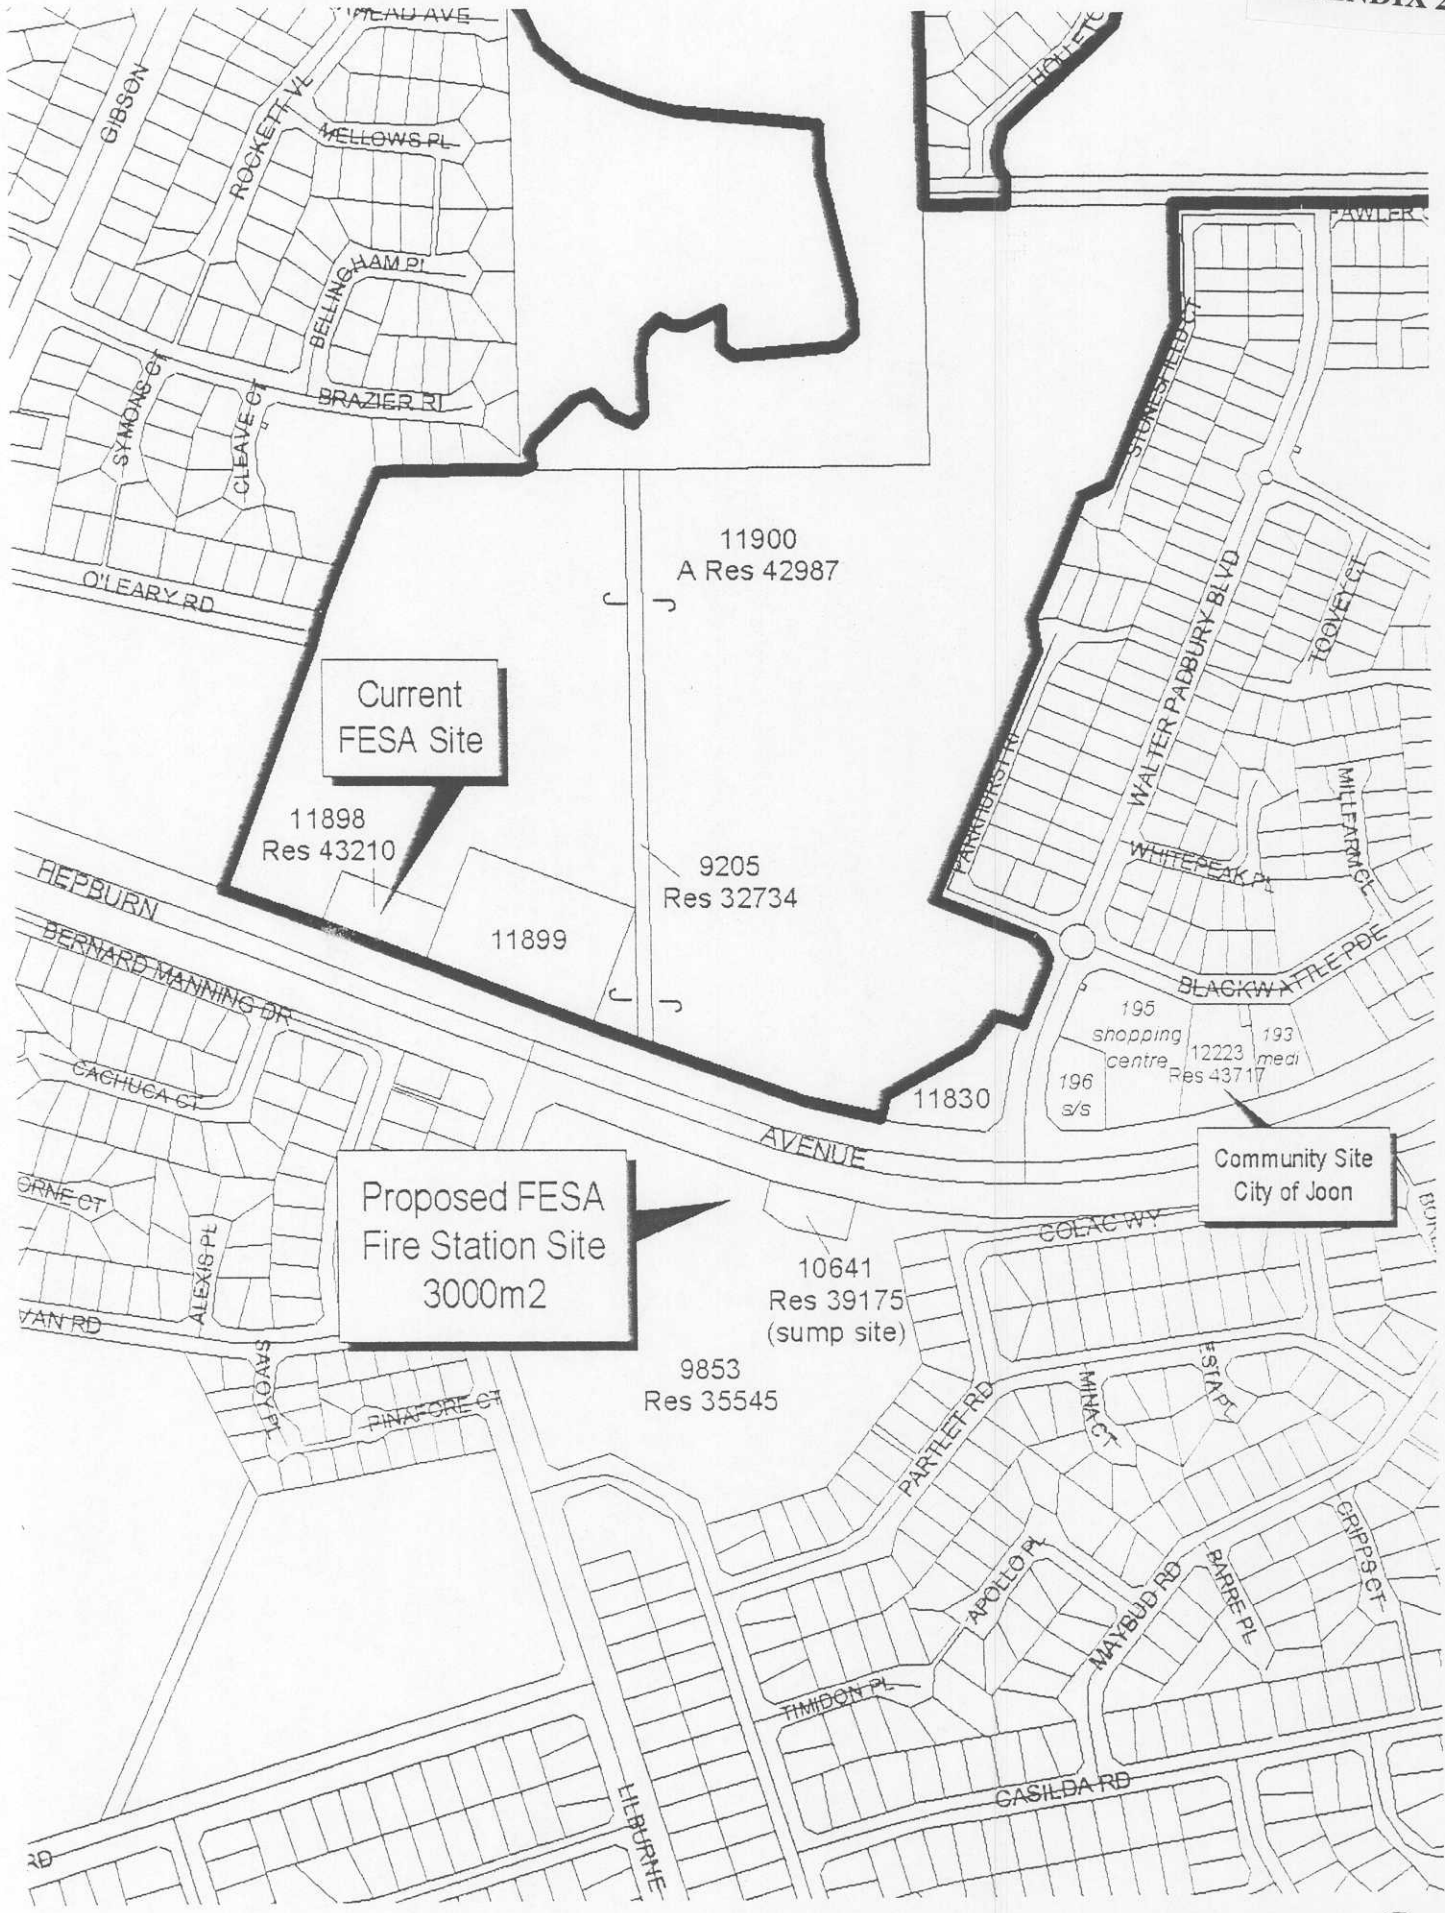 MELLOWS PL
GIBSON
ROCKETT VL
BELLINGHAM PL
SYMONS CT
CLEAVE CT
BRAZIER RI
O'LEARY RD
STONESFIELD CT
11900
A Res 42987
Current
FESA Site
11898
Res 43210
9205
Res 32734
11899
WALTER PADBURY BLVD
TOOVEY CT
PARKHURST RI
WHITEPEAK PL
MILLFARM CL
BLACKWATTLE PDE
HEPBURN
AVENUE
BERNARD MANNING DR
CACHUCA CT
195
shopping
centre
193
medi
12223
Res 43717
196
s/s
11830
Community Site
City of Joon
Proposed FESA
Fire Station Site
3000m2
10641
Res 39175
(sump site)
9853
Res 35545
COLAC WY
ORNE CT
ALEXIS PL
VAN RD
SAVOY PL
PINAFORE CT
PARTLET RD
MINA CT
ESTA PL
APOLLO PL
MAYBUD RD
BARRE PL
CRIPPS CT
TIMIDON PL
CASILDA RD
LILBURNE
RD